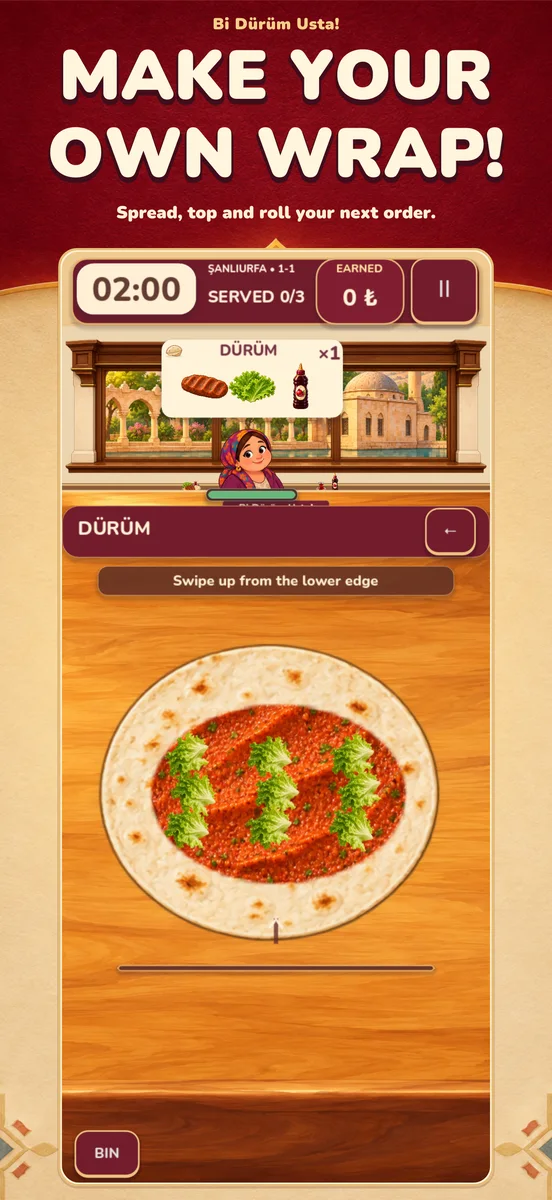 Bi Dürüm Usta!
MAKE YOUR
OWN WRAP!
Spread, top and roll your next order.
02:00
ŞANLIURFA • 1-1
SERVED 0/3
EARNED
0 ₺
DÜRÜM
×1
DÜRÜM
←
Swipe up from the lower edge
BIN